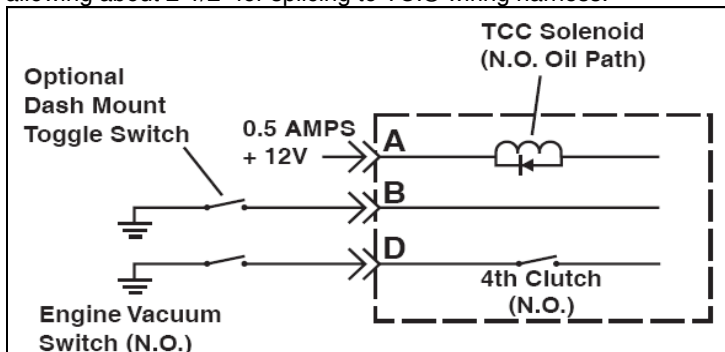 allowing about 2 1/2" for splicing to TCIS wiring harness.
TCC Solenoid
(N.O. Oil Path)
Optional
Dash Mount
Toggle Switch
0.5 AMPS
+ 12V
A
B
D
4th Clutch
(N.O.)
Engine Vacuum
Switch (N.O.)